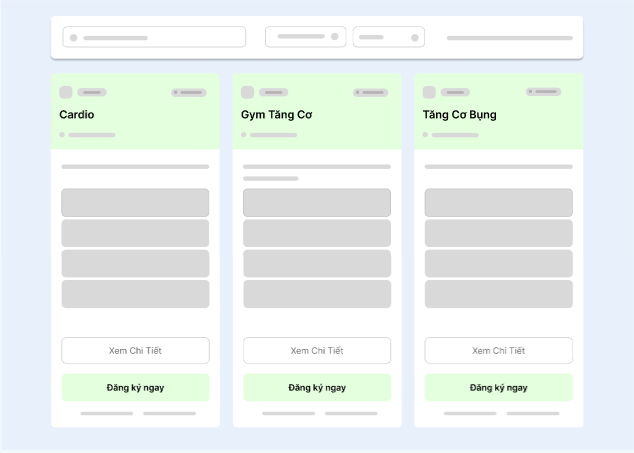 Cardio
Gym Tăng Cơ
Tăng Cơ Bụng
Xem Chi Tiết
Xem Chi Tiết
Xem Chi Tiết
Đăng ký ngay
Đăng ký ngay
Đăng ký ngay